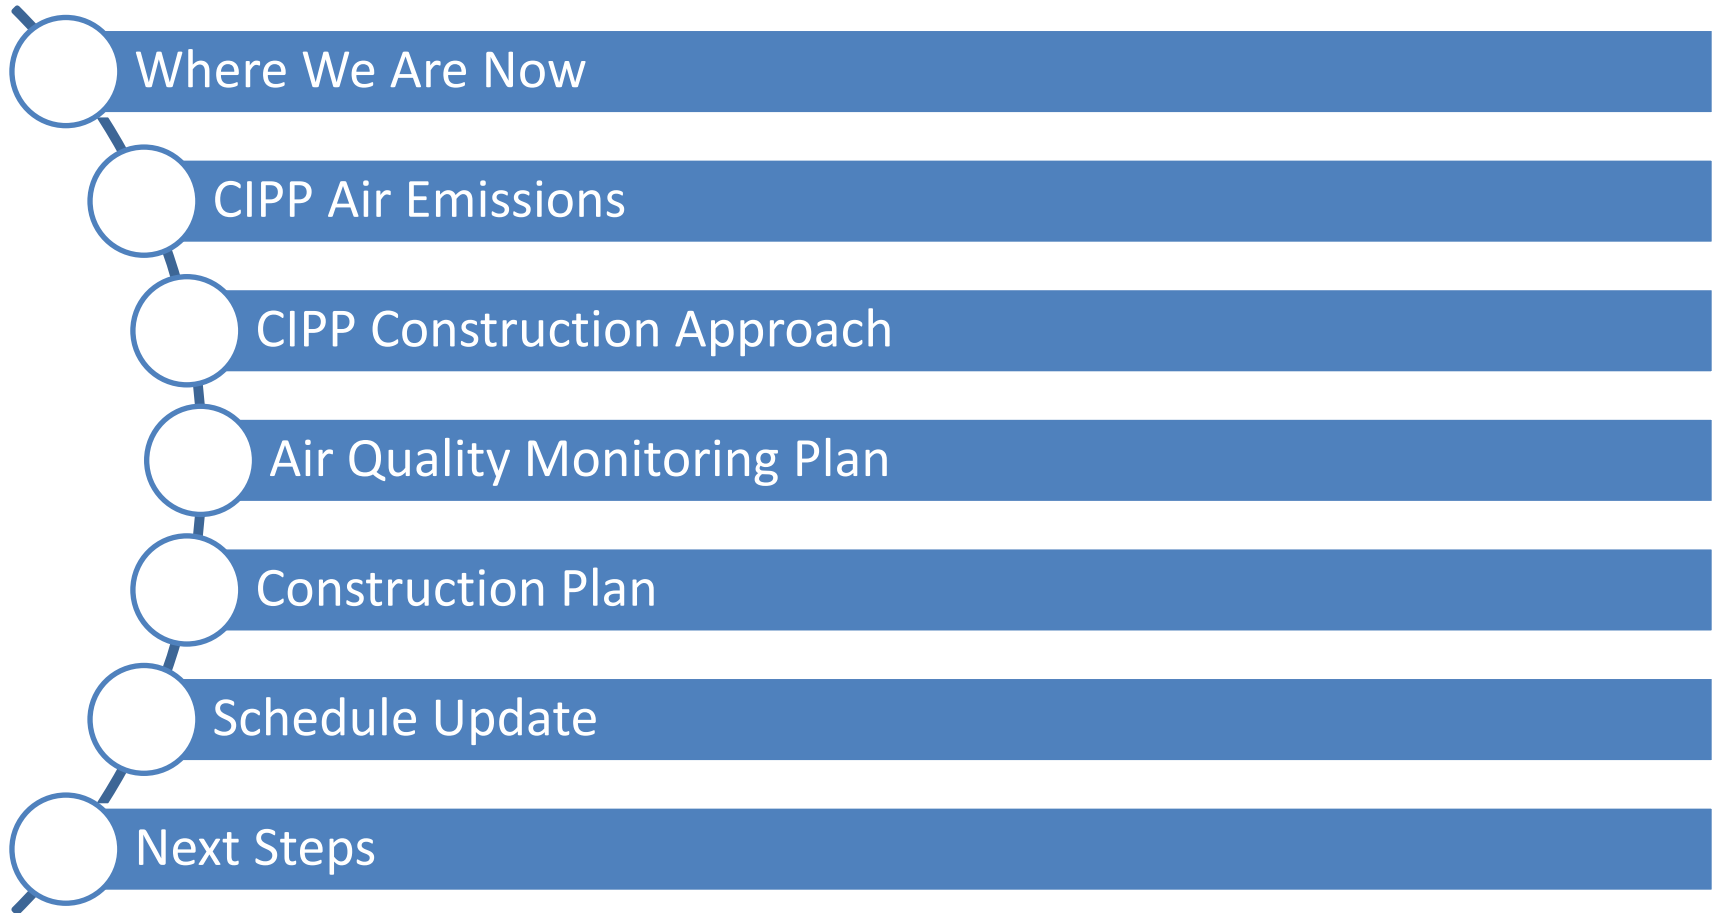 Where We Are Now
CIPP Air Emissions
CIPP Construction Approach
Air Quality Monitoring Plan
Construction Plan
Schedule Update
Next Steps